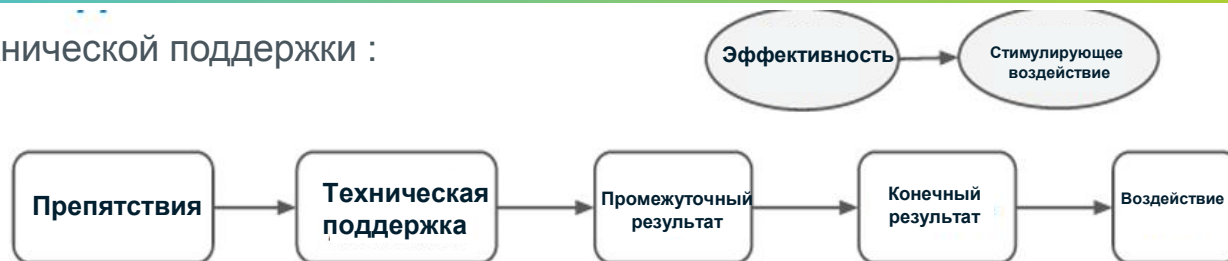 нической поддержки :
Эффективность
Стимулирующее
воздействие
Препятствия
Техническая
поддержка
Промежуточный
результат
Конечный
результат
Воздействие